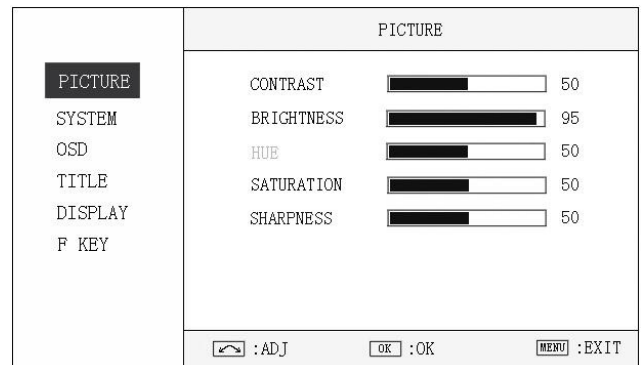 PICTURE
PICTURE
SYSTEM
OSD
TITLE
DISPLAY
F KEY
CONTRAST 50
BRIGHTNESS 95
HUE 50
SATURATION 50
SHARPNESS 50
:ADJ OK :OK MENU :EXIT